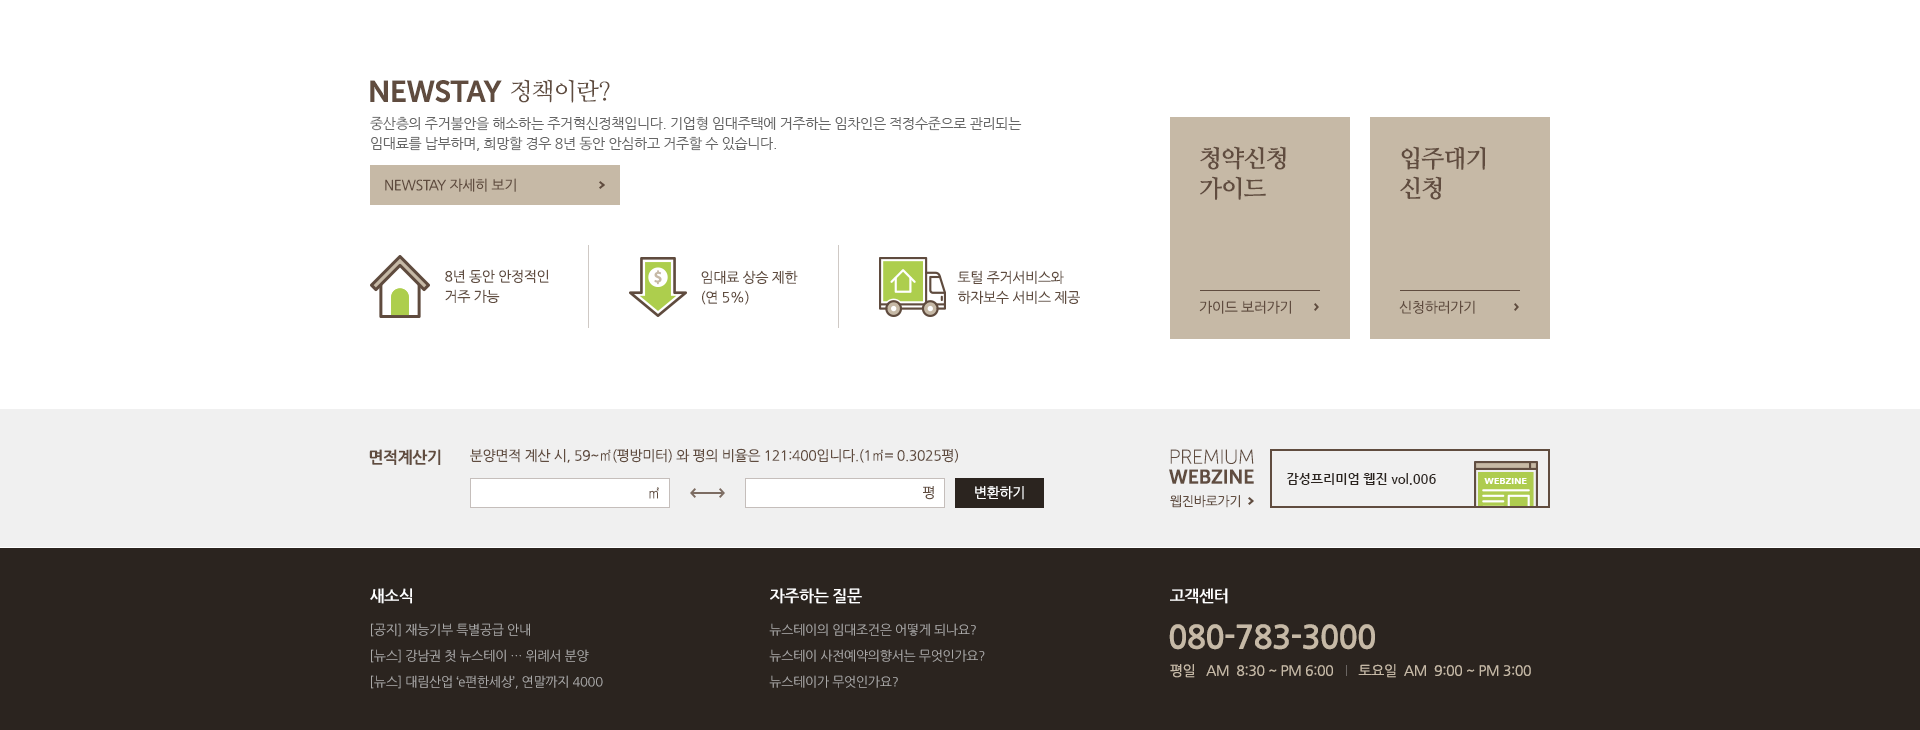 NEWSTAY 정책이란?
중산층의 주거불안을 해소하는 주거혁신정책입니다. 기업형 임대주택에 거주하는 임차인은 적정수준으로 관리되는
임대료를 납부하며, 희망할 경우 8년 동안 안심하고 거주할 수 있습니다.
NEWSTAY 자세히 보기
8년 동안 안정적인
거주 가능
$
임대료 상승 제한
(연 5%)
토털 주거서비스와
하자보수 서비스 제공
청약신청
가이드
가이드 보러가기
입주대기
신청
신청하러가기
면적계산기
분양면적 계산 시, 59~㎡(평방미터) 와 평의 비율은 121:400입니다.(1㎡= 0.3025평)
㎡
평
변환하기
PREMIUM
WEBZINE
웹진바로가기
감성프리미엄 웹진 vol.006
WEBZINE
새소식
[공지] 재능기부 특별공급 안내
[뉴스] 강남권 첫 뉴스테이 … 위례서 분양
[뉴스] 대림산업 ‘e편한세상’, 연말까지 4000
자주하는 질문
뉴스테이의 임대조건은 어떻게 되나요?
뉴스테이 사전예약의향서는 무엇인가요?
뉴스테이가 무엇인가요?
고객센터
080-783-3000
평일 AM 8:30 ~ PM 6:00 | 토요일 AM 9:00 ~ PM 3:00